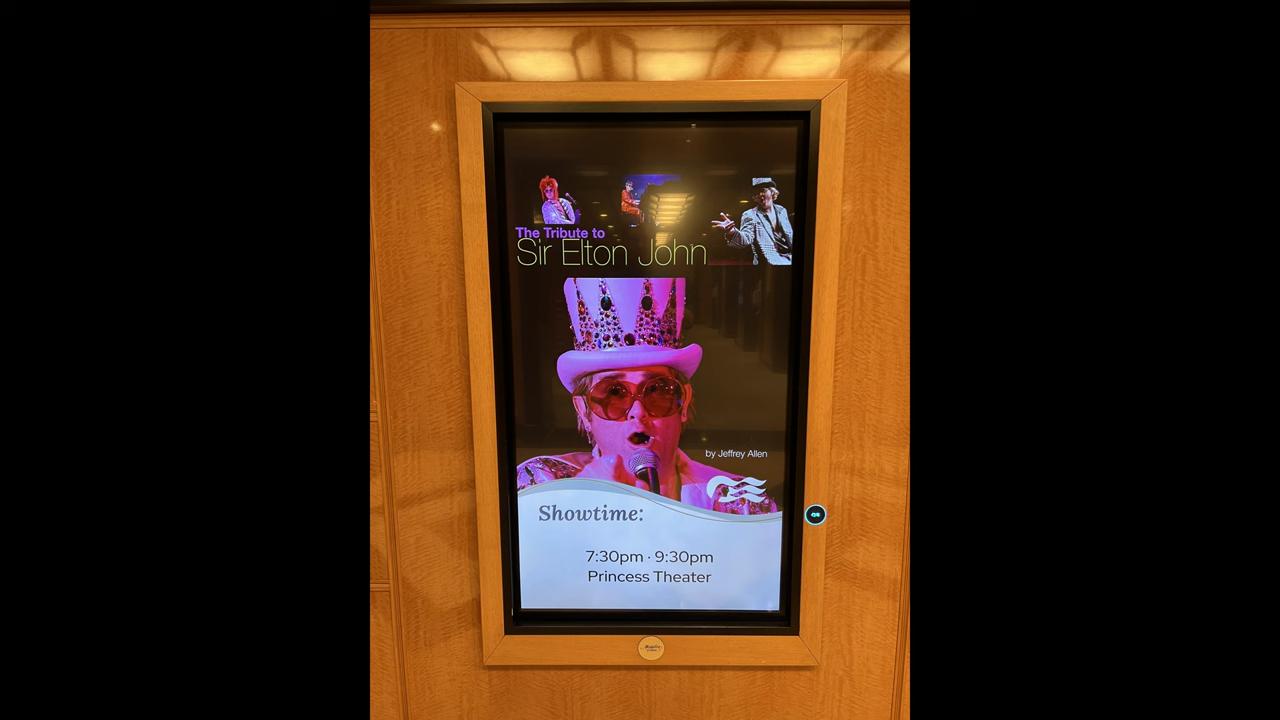 The Tribute to
Sir Elton John
by Jeffrey Allen
Showtime:
7:30pm · 9:30pm
Princess Theater